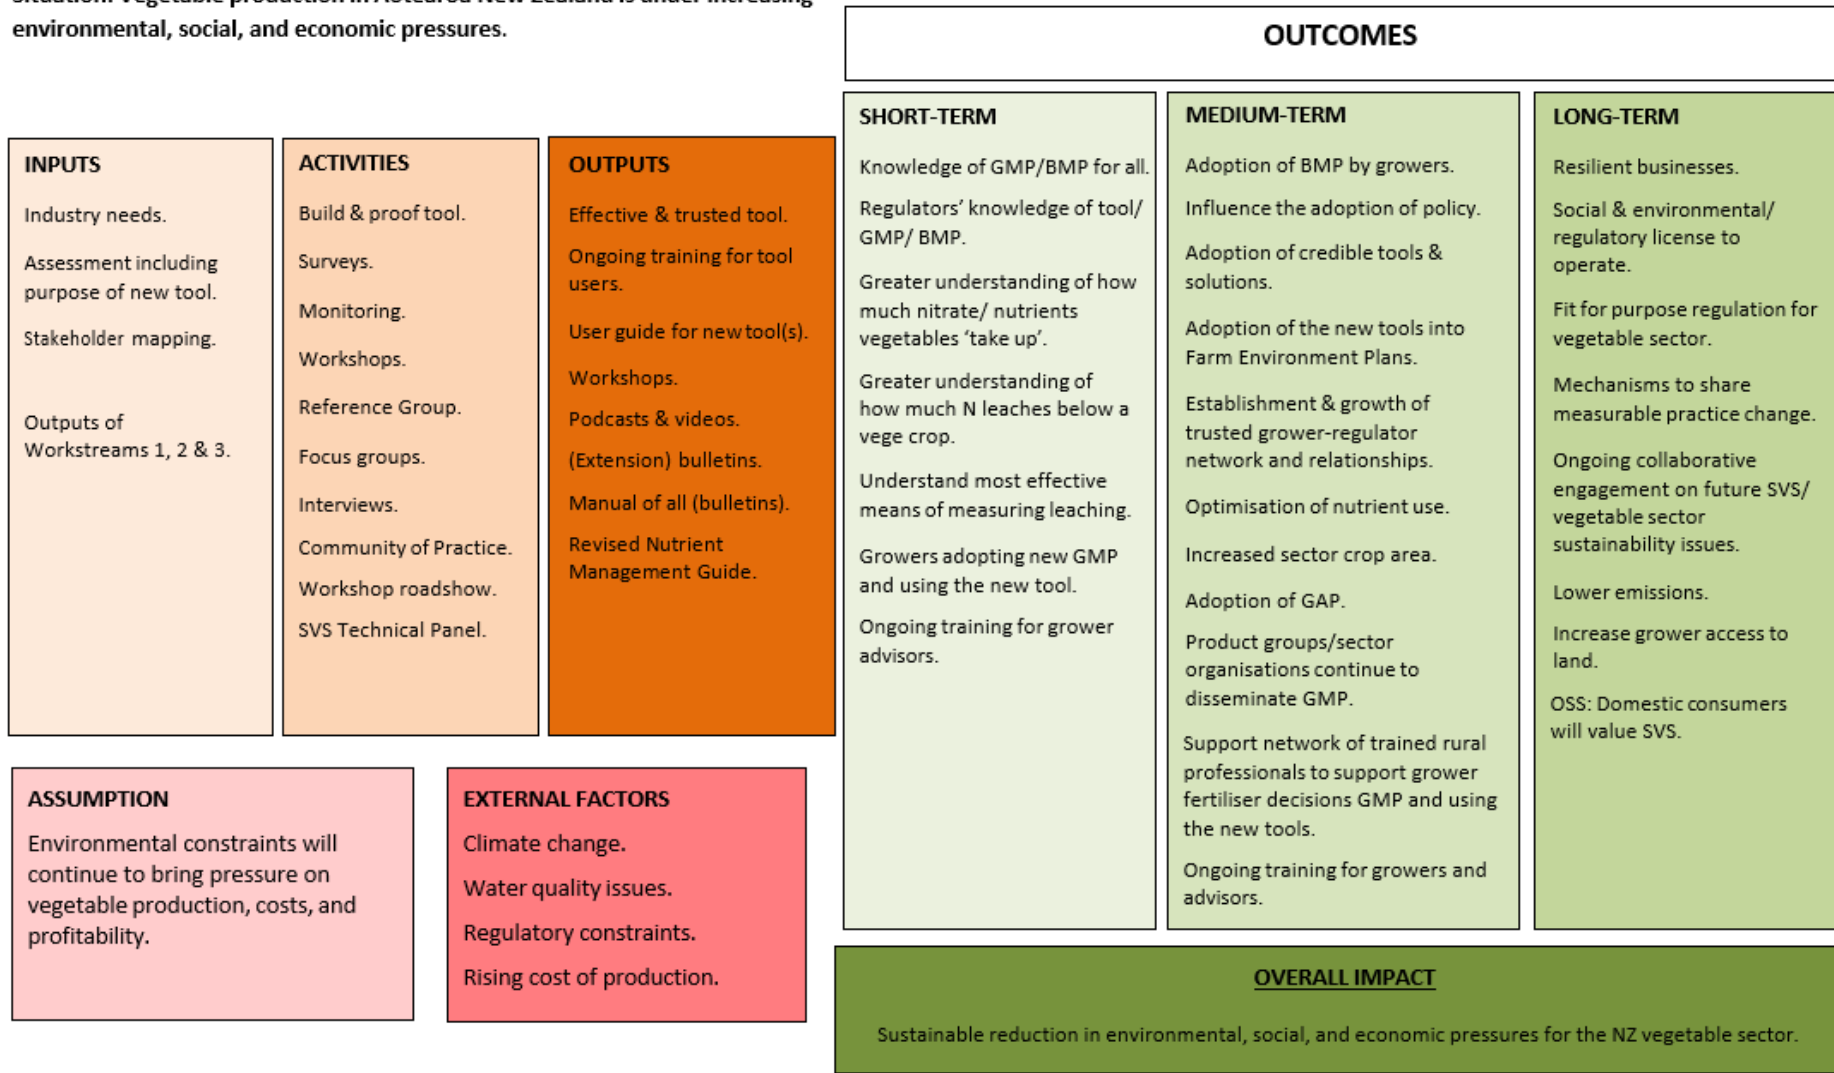 Situation: Vegetable production in Aotearoa New Zealand is under increasing
environmental, social, and economic pressures.
OUTCOMES
INPUTS
Industry needs.
Assessment including
purpose of new tool.
Stakeholder mapping.
Outputs of
Workstreams 1, 2 & 3.
ACTIVITIES
Build & proof tool.
Surveys.
Monitoring.
Workshops.
Reference Group.
Focus groups.
Interviews.
Community of Practice.
Workshop roadshow.
SVS Technical Panel.
OUTPUTS
Effective & trusted tool.
Ongoing training for tool
users.
User guide for new tool(s).
Workshops.
Podcasts & videos.
(Extension) bulletins.
Manual of all (bulletins).
Revised Nutrient
Management Guide.
SHORT-TERM
Knowledge of GMP/BMP for all.
Regulators’ knowledge of tool/
GMP/ BMP.
Greater understanding of how
much nitrate/ nutrients
vegetables ‘take up’.
Greater understanding of
how much N leaches below a
vege crop.
Understand most effective
means of measuring leaching.
Growers adopting new GMP
and using the new tool.
Ongoing training for grower
advisors.
MEDIUM-TERM
Adoption of BMP by growers.
Influence the adoption of policy.
Adoption of credible tools &
solutions.
Adoption of the new tools into
Farm Environment Plans.
Establishment & growth of
trusted grower-regulator
network and relationships.
Optimisation of nutrient use.
Increased sector crop area.
Adoption of GAP.
Product groups/sector
organisations continue to
disseminate GMP.
Support network of trained rural
professionals to support grower
fertiliser decisions GMP and using
the new tools.
Ongoing training for growers and
advisors.
LONG-TERM
Resilient businesses.
Social & environmental/
regulatory license to
operate.
Fit for purpose regulation for
vegetable sector.
Mechanisms to share
measurable practice change.
Ongoing collaborative
engagement on future SVS/
vegetable sector
sustainability issues.
Lower emissions.
Increase grower access to
land.
OSS: Domestic consumers
will value SVS.
ASSUMPTION
Environmental constraints will
continue to bring pressure on
vegetable production, costs, and
profitability.
EXTERNAL FACTORS
Climate change.
Water quality issues.
Regulatory constraints.
Rising cost of production.
OVERALL IMPACT
Sustainable reduction in environmental, social, and economic pressures for the NZ vegetable sector.